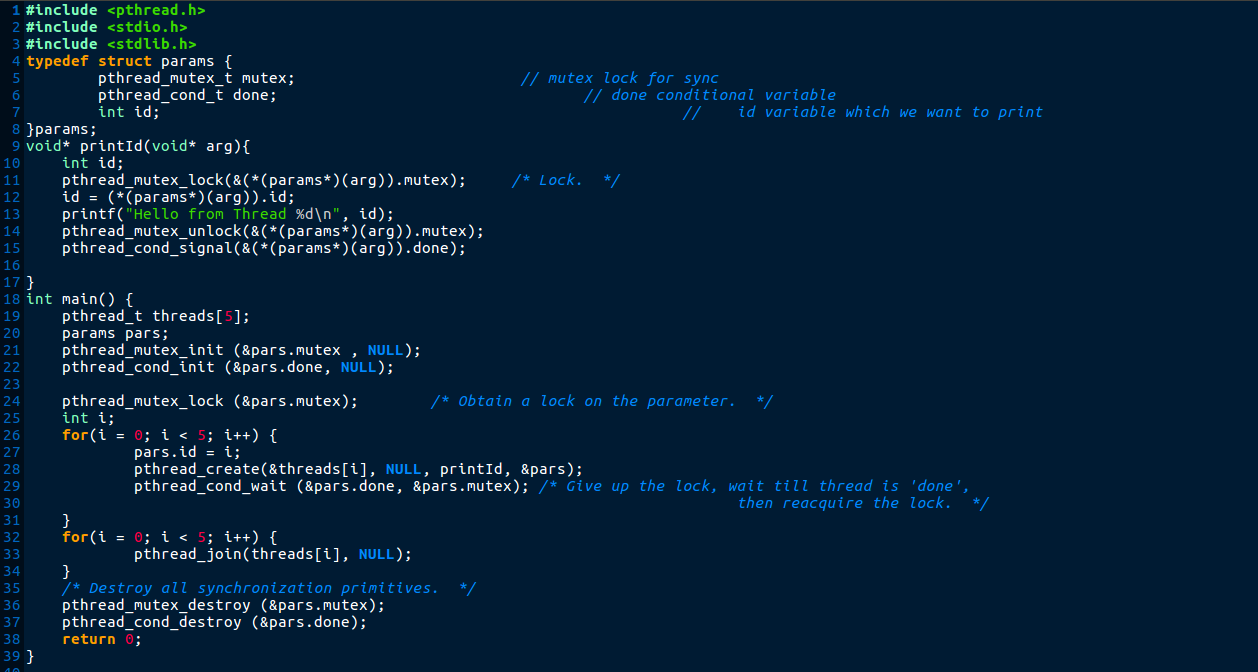 1 #include <pthread.h>
2 #include <stdio.h>
3 #include <stdlib.h>
4 typedef struct params {
5         pthread_mutex_t mutex;                         // mutex lock for sync
6         pthread_cond_t done;                                  // done conditional variable
7         int id;                                                          //    id variable which we want to print
8 }params;
9 void* printId(void* arg){
10     int id;
11     pthread_mutex_lock(&(*(params*)(arg)).mutex);     /* Lock.  */
12     id = (*(params*)(arg)).id;
13     printf("Hello from Thread %d\n", id);
14     pthread_mutex_unlock(&(*(params*)(arg)).mutex);
15     pthread_cond_signal(&(*(params*)(arg)).done);
16
17 }
18 int main() {
19     pthread_t threads[5];
20     params pars;
21     pthread_mutex_init (&pars.mutex , NULL);
22     pthread_cond_init (&pars.done, NULL);
23
24     pthread_mutex_lock (&pars.mutex);        /* Obtain a lock on the parameter.  */
25     int i;
26     for(i = 0; i < 5; i++) {
27             pars.id = i;
28             pthread_create(&threads[i], NULL, printId, &pars);
29             pthread_cond_wait (&pars.done, &pars.mutex); /* Give up the lock, wait till thread is 'done',
30                                                                                then reacquire the lock.  */
31     }
32     for(i = 0; i < 5; i++) {
33             pthread_join(threads[i], NULL);
34     }
35     /* Destroy all synchronization primitives.  */
36     pthread_mutex_destroy (&pars.mutex);
37     pthread_cond_destroy (&pars.done);
38     return 0;
39 }
40